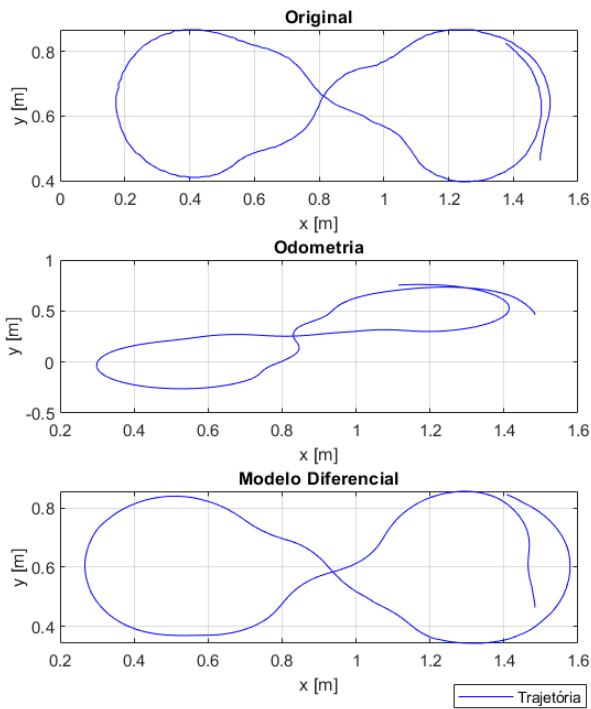 Original
0.8
y [m]
0.6
0.4
0 0.2 0.4 0.6 0.8 1 1.2 1.4 1.6
x [m]
Odometria
1
0.5
y [m]
0
-0.5
0.2 0.4 0.6 0.8 1 1.2 1.4 1.6
x [m]
Modelo Diferencial
0.8
y [m]
0.6
0.4
0.2 0.4 0.6 0.8 1 1.2 1.4 1.6
x [m]
Trajetória